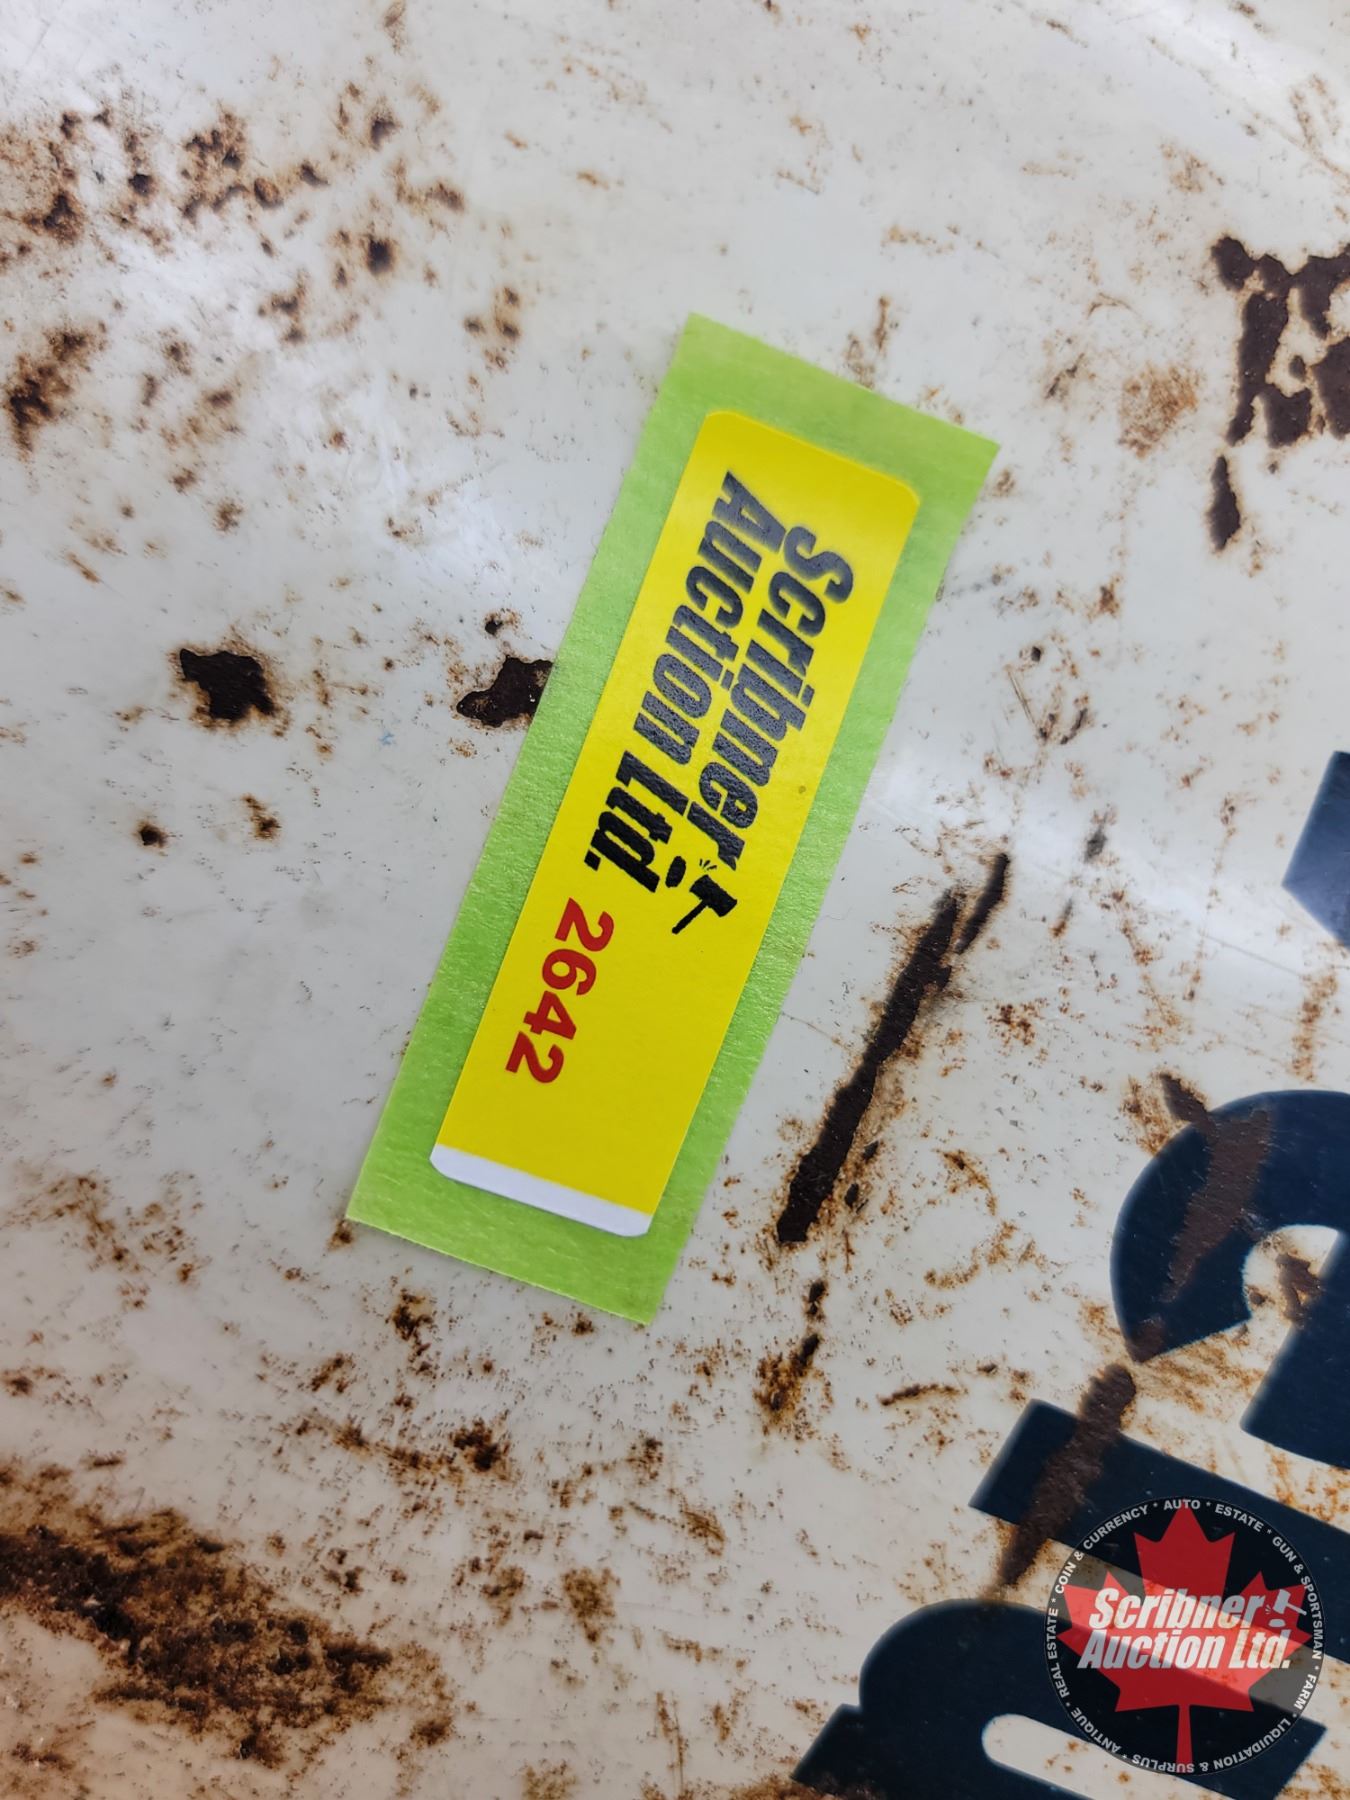 Scribner
Auction Ltd. 2642
COIN & CURRENCY * AUTO * ESTATE * GUN & SPORTSMAN * FARM * LIQUIDATION & SURPLUS * ANTIQUE * REAL ESTATE *
Scribner
Auction Ltd.